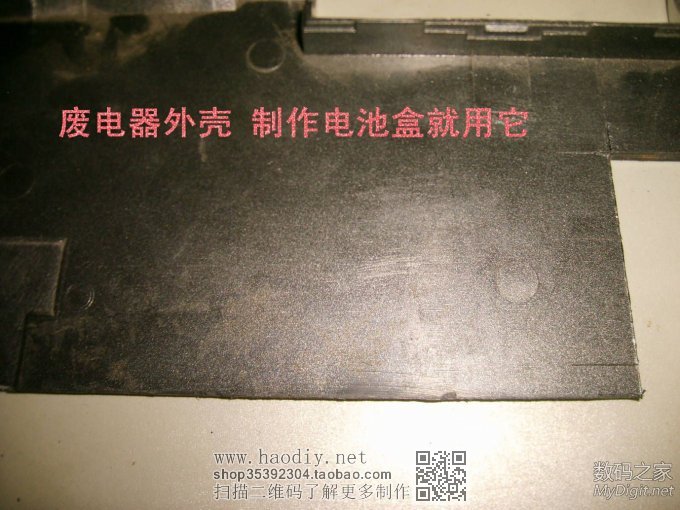 废电器外壳 制作电池盒就用它
www.haodiy.net
shop35392304.taobao.com
扫描二维码了解更多制作
数码之家
MyDigit.net